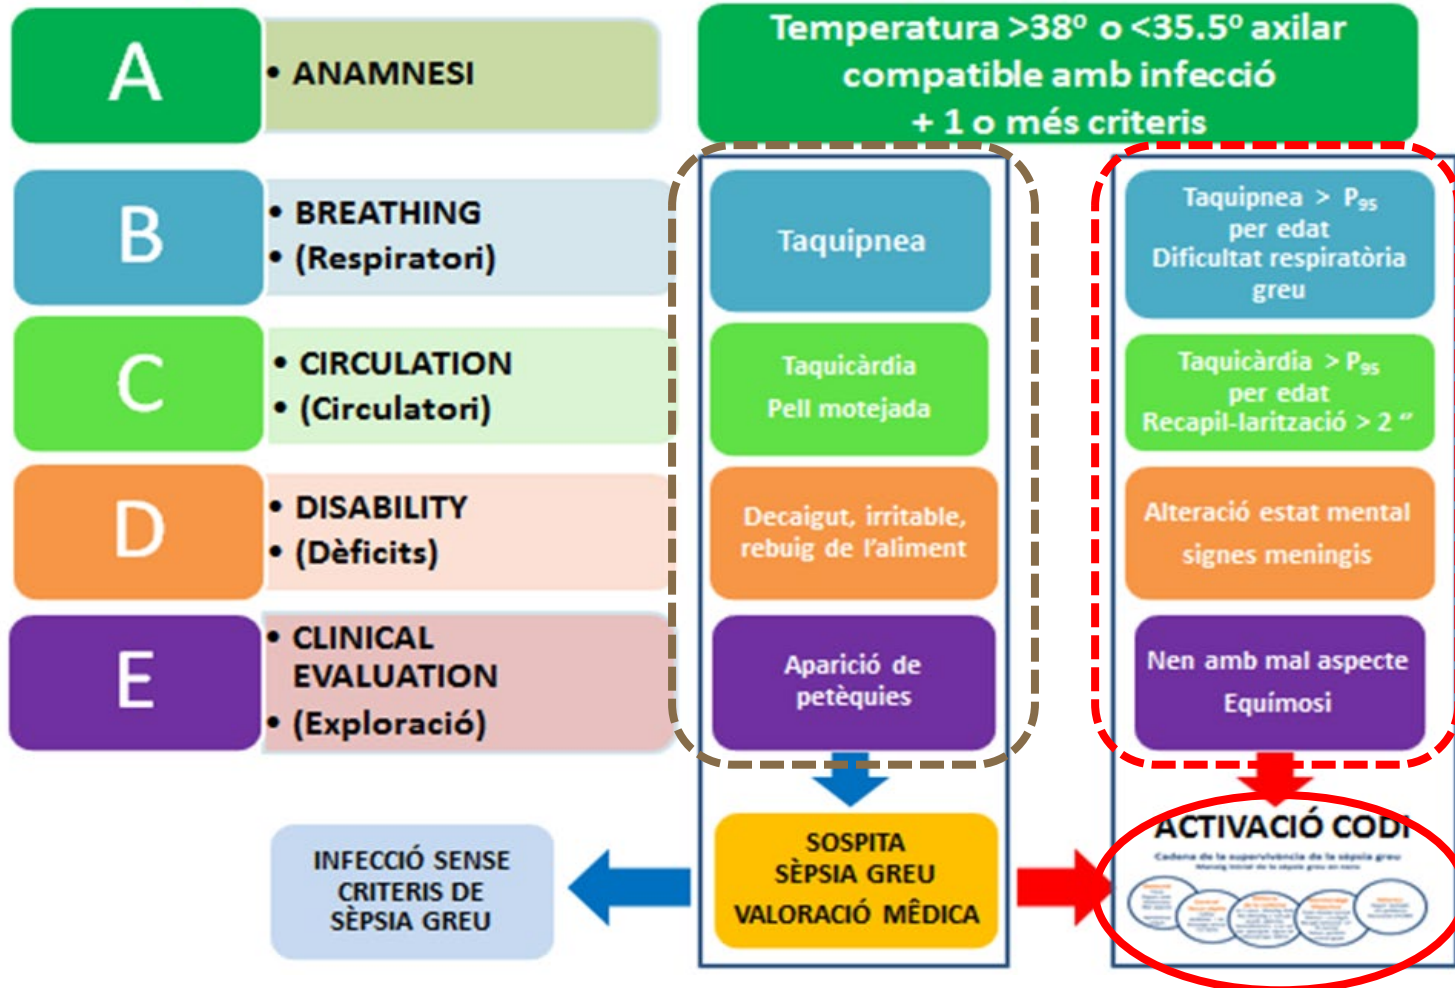 A
• ANAMNESI
Temperatura >38º o <35.5º axilar
compatible amb infecció
+ 1 o més criteris
B
• BREATHING
• (Respiratori)
Taquipnea
Taquipnea > P95
per edat
Dificultat respiratòria
greu
C
• CIRCULATION
• (Circulatori)
Taquicàrdia
Pell motejada
Taquicàrdia > P95
per edat
Recapil-larització > 2 “”
D
• DISABILITY
• (Dèficits)
Decaigut, irritable,
rebuig de l’aliment
Alteració estat mental
signes meningis
E
• CLINICAL
EVALUATION
• (Exploració)
Aparició de
petèquies
Nen amb mal aspecte
Equímosi
INFECCIÓ SENSE
CRITERIS DE
SÈPSIA GREU
SOSPITA
SÈPSIA GREU
VALORACIÓ MÊDICA
ACTIVACIÓ CODI
Cadena de la supervivència de la sèpsia greu